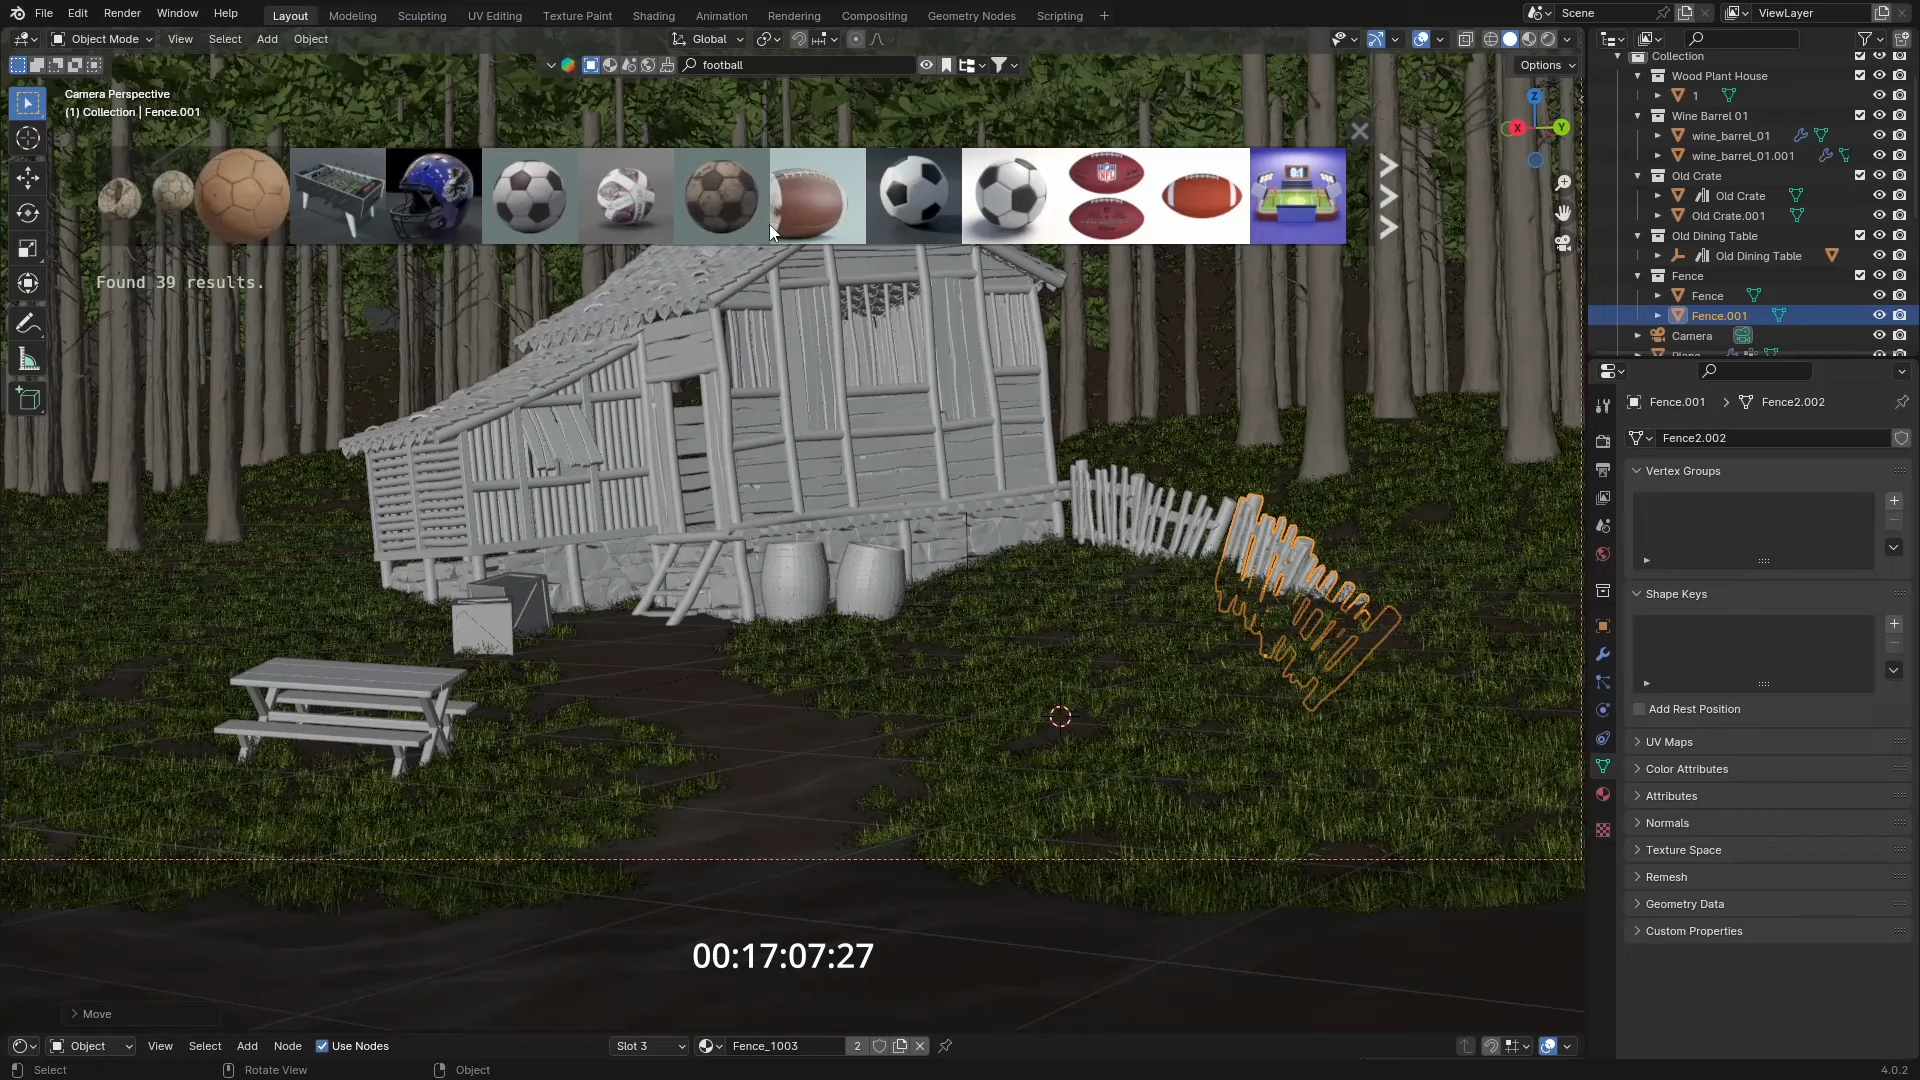 File Edit Render Window Help Layout Modeling Sculpting UV Editing Texture Paint Shading Animation Rendering Compositing Geometry Nodes Scripting + Scene ViewLayer
Object Mode View Select Add Object Global
football Options
Camera Perspective
(1) Collection | Fence.001
Found 39 results.
Z
X
Y
Collection
Wood Plant House
1
Wine Barrel 01
wine_barrel_01
wine_barrel_01.001
Old Crate
Old Crate
Old Crate.001
Old Dining Table
Old Dining Table
Fence
Fence
Fence.001
Camera
Fence.001 > Fence2.002
Fence2.002
Vertex Groups
Shape Keys
Add Rest Position
UV Maps
Color Attributes
Attributes
Normals
Texture Space
Remesh
Geometry Data
Custom Properties
00:17:07:27
Move
Object View Select Add Node Use Nodes Slot 3 Fence_1003 2
Select Rotate View Object 4.0.2